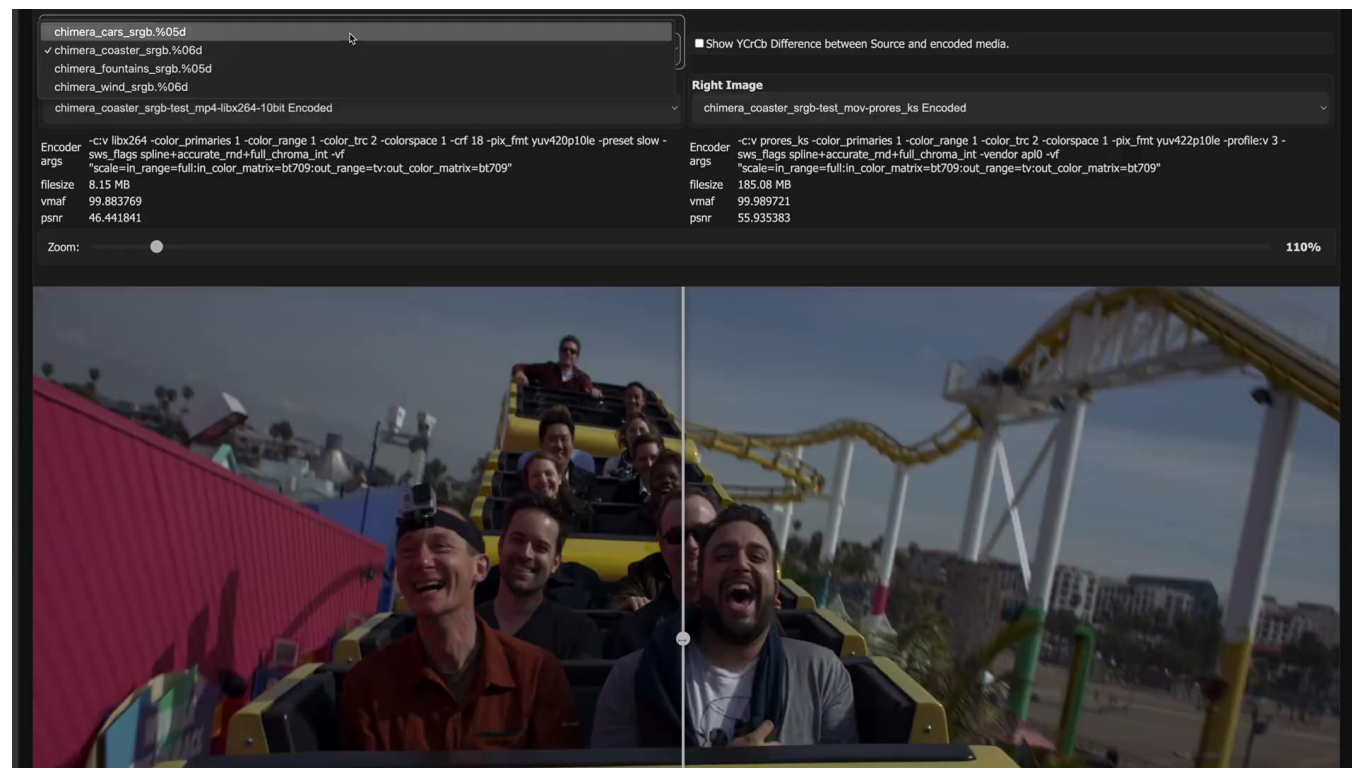 chimera_cars_srgb.%05d
✓ chimera_coaster_srgb.%06d
chimera_fountains_srgb.%05d
chimera_wind_srgb.%06d
Show YCrCb Difference between Source and encoded media.
Right Image
chimera_coaster_srgb-test_mp4-libx264-10bit Encoded
chimera_coaster_srgb-test_mov-prores_ks Encoded
Encoder args
-c:v libx264 -color_primaries 1 -color_range 1 -color_trc 2 -colorspace 1 -crf 18 -pix_fmt yuv420p10le -preset slow -
sws_flags spline+accurate_rnd+full_chroma_int -vf
"scale=in_range=full:in_color_matrix=bt709:out_range=tv:out_color_matrix=bt709"
filesize 8.15 MB
vmaf 99.883769
psnr 46.441841
Encoder args
-c:v prores_ks -color_primaries 1 -color_range 1 -color_trc 2 -colorspace 1 -pix_fmt yuv422p10le -profile:v 3 -
sws_flags spline+accurate_rnd+full_chroma_int -vendor apl0 -vf
"scale=in_range=full:in_color_matrix=bt709:out_range=tv:out_color_matrix=bt709"
filesize 185.08 MB
vmaf 99.989721
psnr 55.935383
Zoom: 110%